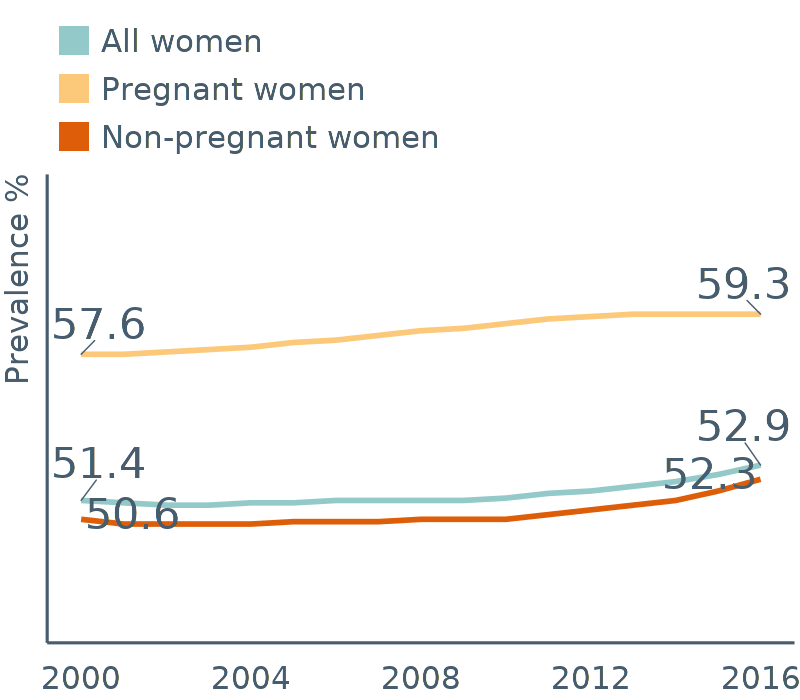 All women
Pregnant women
Non-pregnant women
Prevalence %
59.3
57.6
52.9
51.4
52.3
50.6
2000 2004 2008 2012 2016